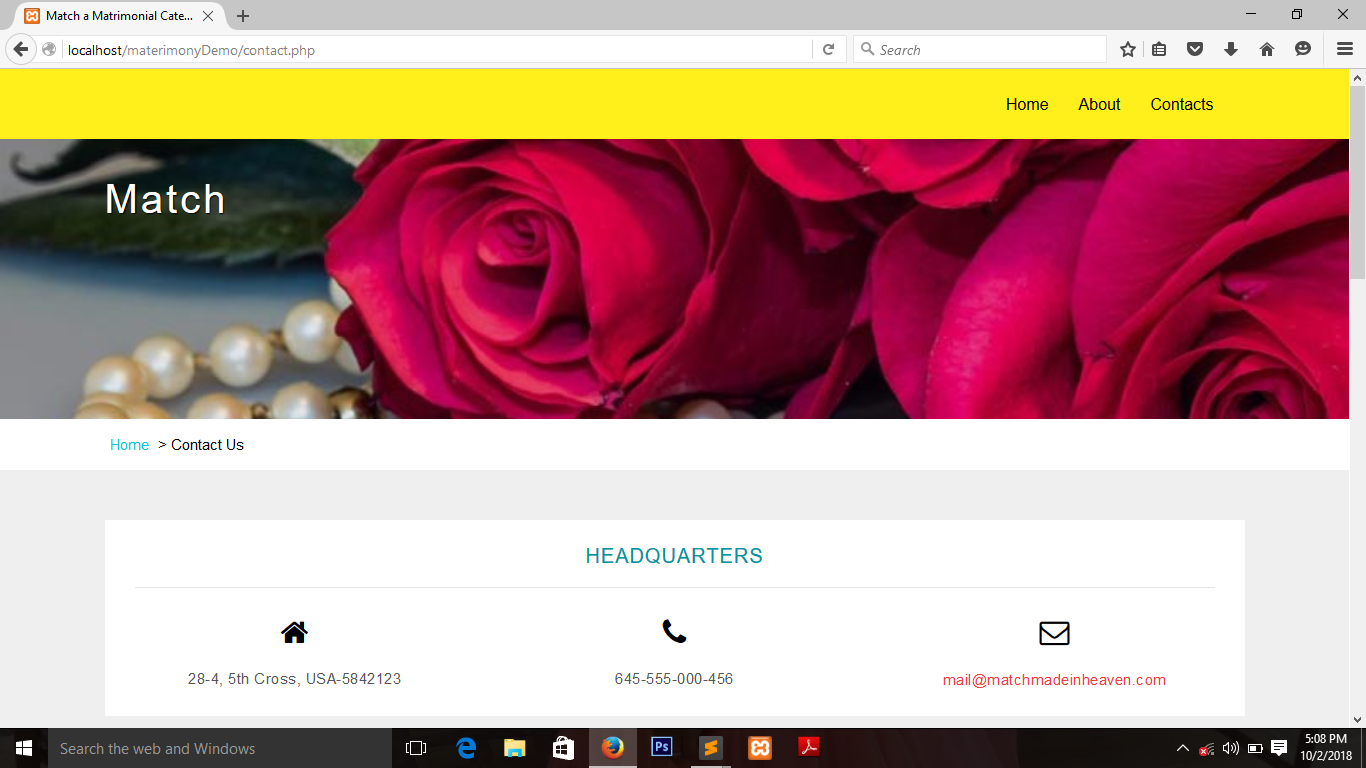 Match a Matrimonial Cate...
localhost/materimonyDemo/contact.php
Search
Home About Contacts
Match
Home > Contact Us
HEADQUARTERS
28-4, 5th Cross, USA-5842123
645-555-000-456
mail@matchmadeinheaven.com
Search the web and Windows
Ps
5:08 PM
10/2/2018